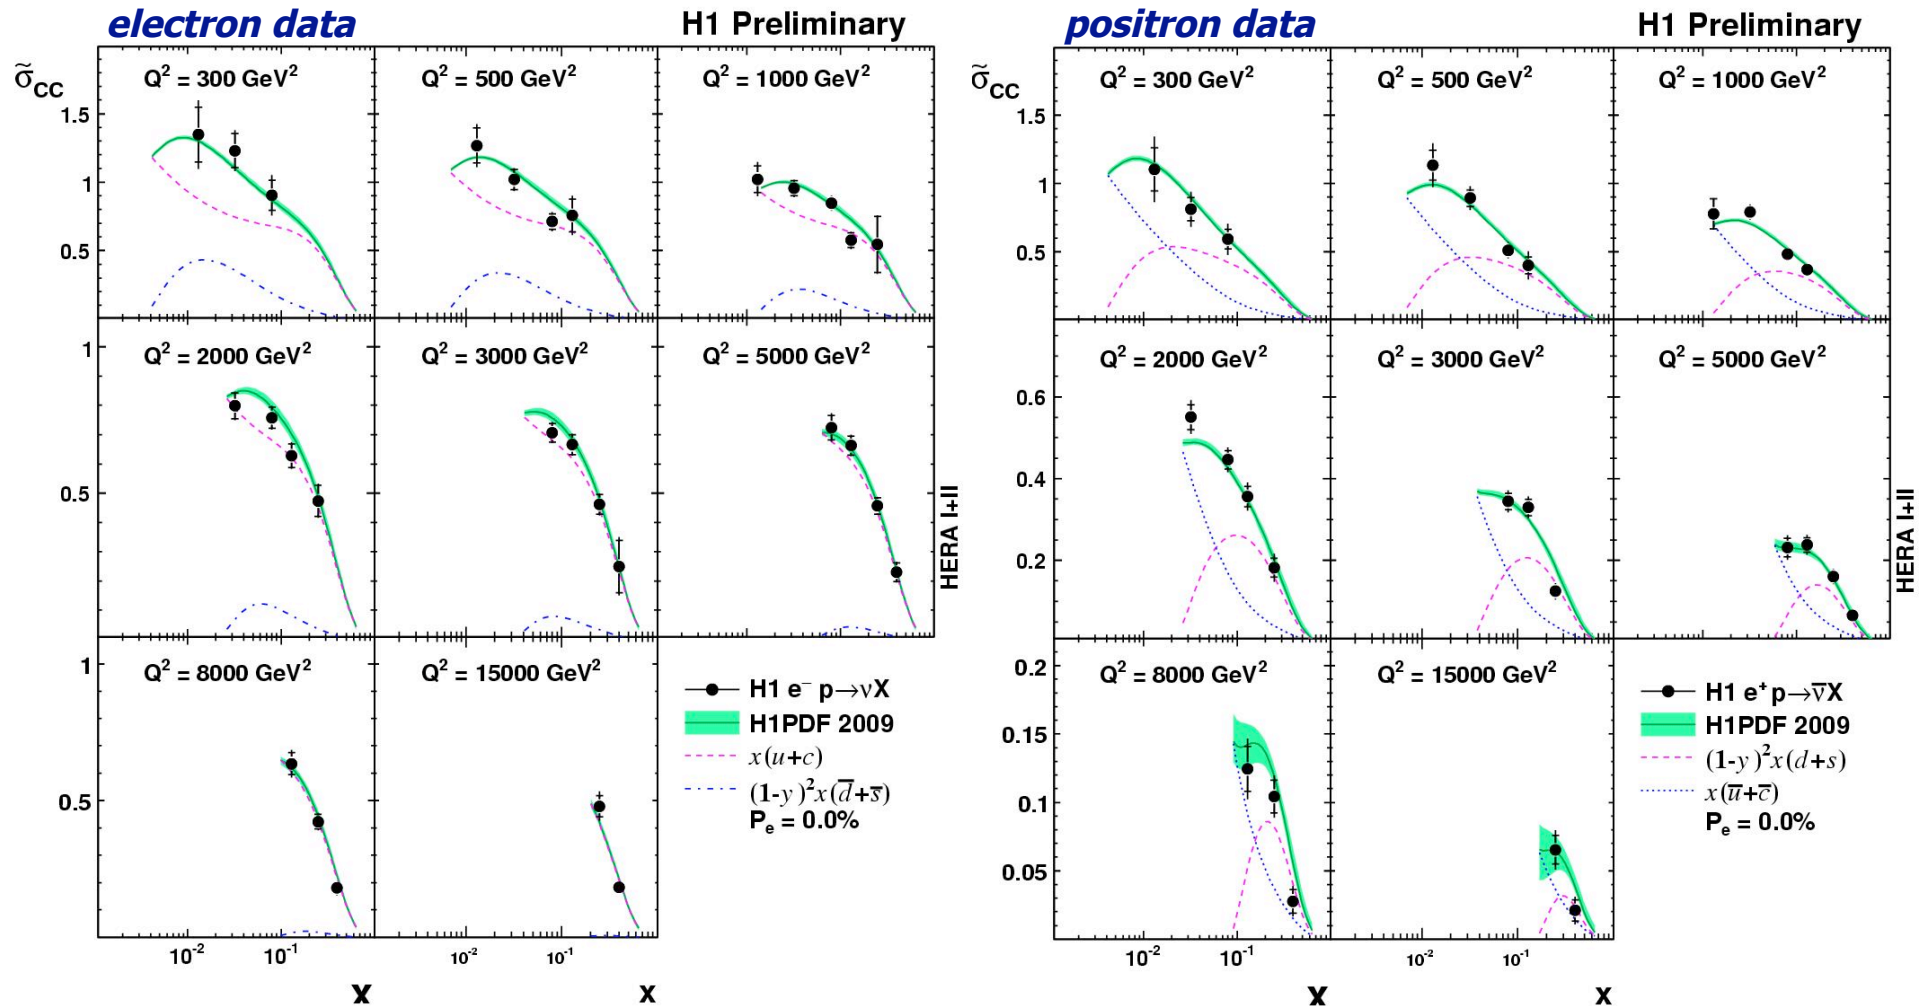 electron data
H1 Preliminary
σ̃CC
Q² = 300 GeV²
Q² = 500 GeV²
Q² = 1000 GeV²
1.5
1
0.5
Q² = 2000 GeV²
Q² = 3000 GeV²
Q² = 5000 GeV²
1
0.5
HERA I+II
Q² = 8000 GeV²
Q² = 15000 GeV²
1
0.5
H1 e⁻ p→νX
H1PDF 2009
x(u+c)
(1-y)²x(d̅+s̅)
Pₑ = 0.0%
10⁻²
10⁻¹
10⁻²
10⁻¹
x
x
positron data
H1 Preliminary
σ̃CC
Q² = 300 GeV²
Q² = 500 GeV²
Q² = 1000 GeV²
1.5
1
0.5
Q² = 2000 GeV²
Q² = 3000 GeV²
Q² = 5000 GeV²
0.6
0.4
0.2
HERA I+II
Q² = 8000 GeV²
Q² = 15000 GeV²
0.2
0.15
0.1
0.05
H1 e⁺ p→ν̅X
H1PDF 2009
(1-y)²x(d+s)
x(u̅+c̅)
Pₑ = 0.0%
10⁻²
10⁻¹
10⁻²
10⁻¹
x
x